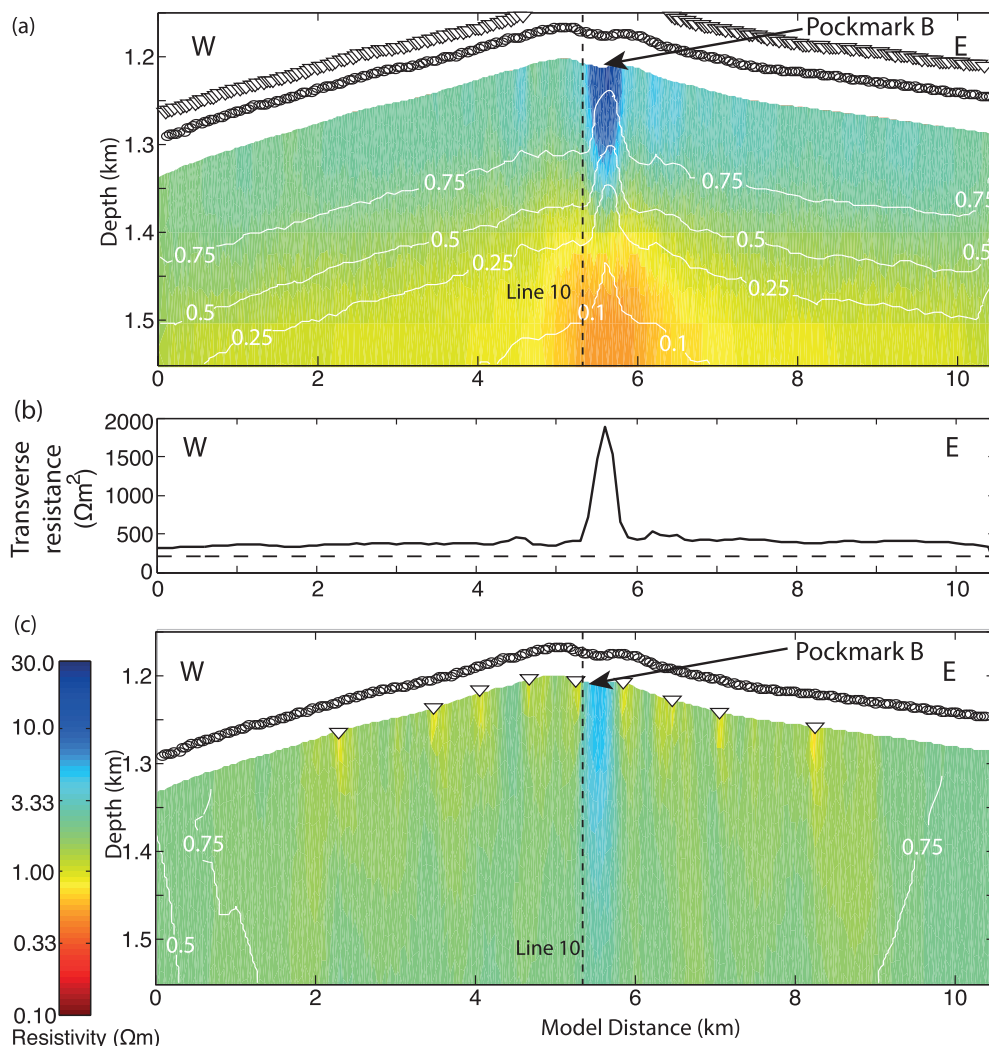 (a)
W
Pockmark B
E
1.2
1.3
1.4
1.5
Depth (km)
0.75
0.75
0.75
0.75
0.5
0.5
0.5
0.5
0.25
0.25
0.25
0.1
0.1
Line 10
0 2 4 6 8 10
(b)
W
E
2000
1500
1000
500
0
Transverse
resistance
(Ωm²)
0 2 4 6 8 10
(c)
W
Pockmark B
E
1.2
1.3
1.4
1.5
Depth (km)
0.75
0.75
0.5
Line 10
30.0
10.0
3.33
1.00
0.33
0.10
Resistivity (Ωm)
0 2 4 6 8 10
Model Distance (km)